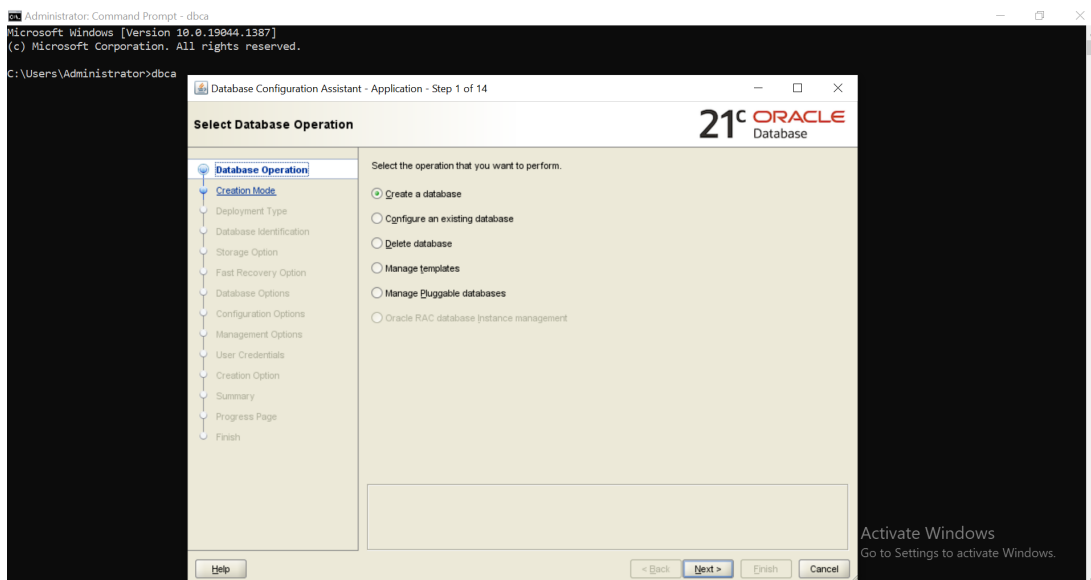 Administrator: Command Prompt - dbca
Microsoft Windows [Version 10.0.19044.1387]
(c) Microsoft Corporation. All rights reserved.
C:\Users\Administrator>dbca
Database Configuration Assistant - Application - Step 1 of 14
Select Database Operation
21c ORACLE
Database
Database Operation
Creation Mode
Deployment Type
Database Identification
Storage Option
Fast Recovery Option
Database Options
Configuration Options
Management Options
User Credentials
Creation Option
Summary
Progress Page
Finish
Select the operation that you want to perform.
Create a database
Configure an existing database
Delete database
Manage templates
Manage Pluggable databases
Oracle RAC database Instance management
Help
< Back
Next >
Finish
Cancel
Activate Windows
Go to Settings to activate Windows.